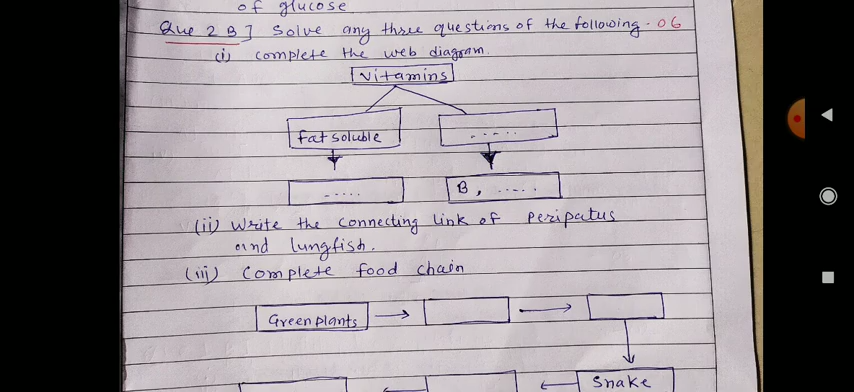 of glucose
Que 2 B] Solve any three questions of the following. 06
(i) complete the web diagram.
Vitamins
fat soluble
.....
.....
B, .....
(ii) Write the connecting link of peripatus
and lungfish.
(iii) Complete food chain
Green plants
Snake